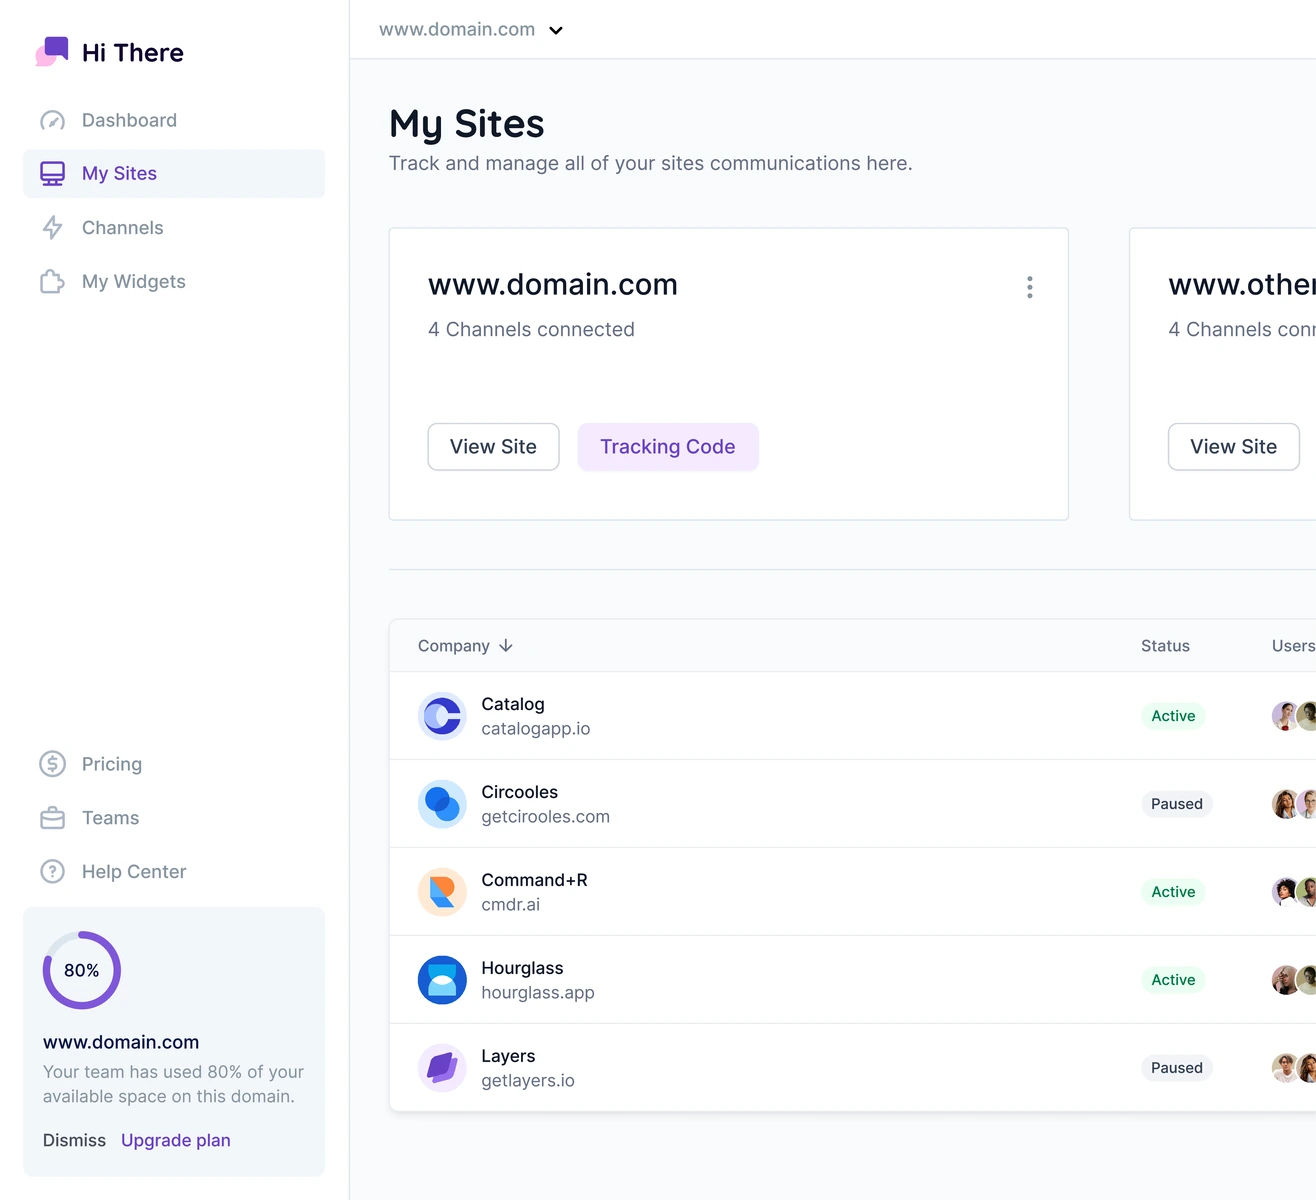 Hi There
Dashboard
My Sites
Channels
My Widgets
Pricing
Teams
Help Center
80%
www.domain.com
Your team has used 80% of your
available space on this domain.
Dismiss Upgrade plan
www.domain.com
My Sites
Track and manage all of your sites communications here.
www.domain.com
4 Channels connected
View Site Tracking Code
www.other
4 Channels
View Site
Company Status Users
Catalog
catalogapp.io
Active
Circooles
getcirooles.com
Paused
Command+R
cmdr.ai
Active
Hourglass
hourglass.app
Active
Layers
getlayers.io
Paused